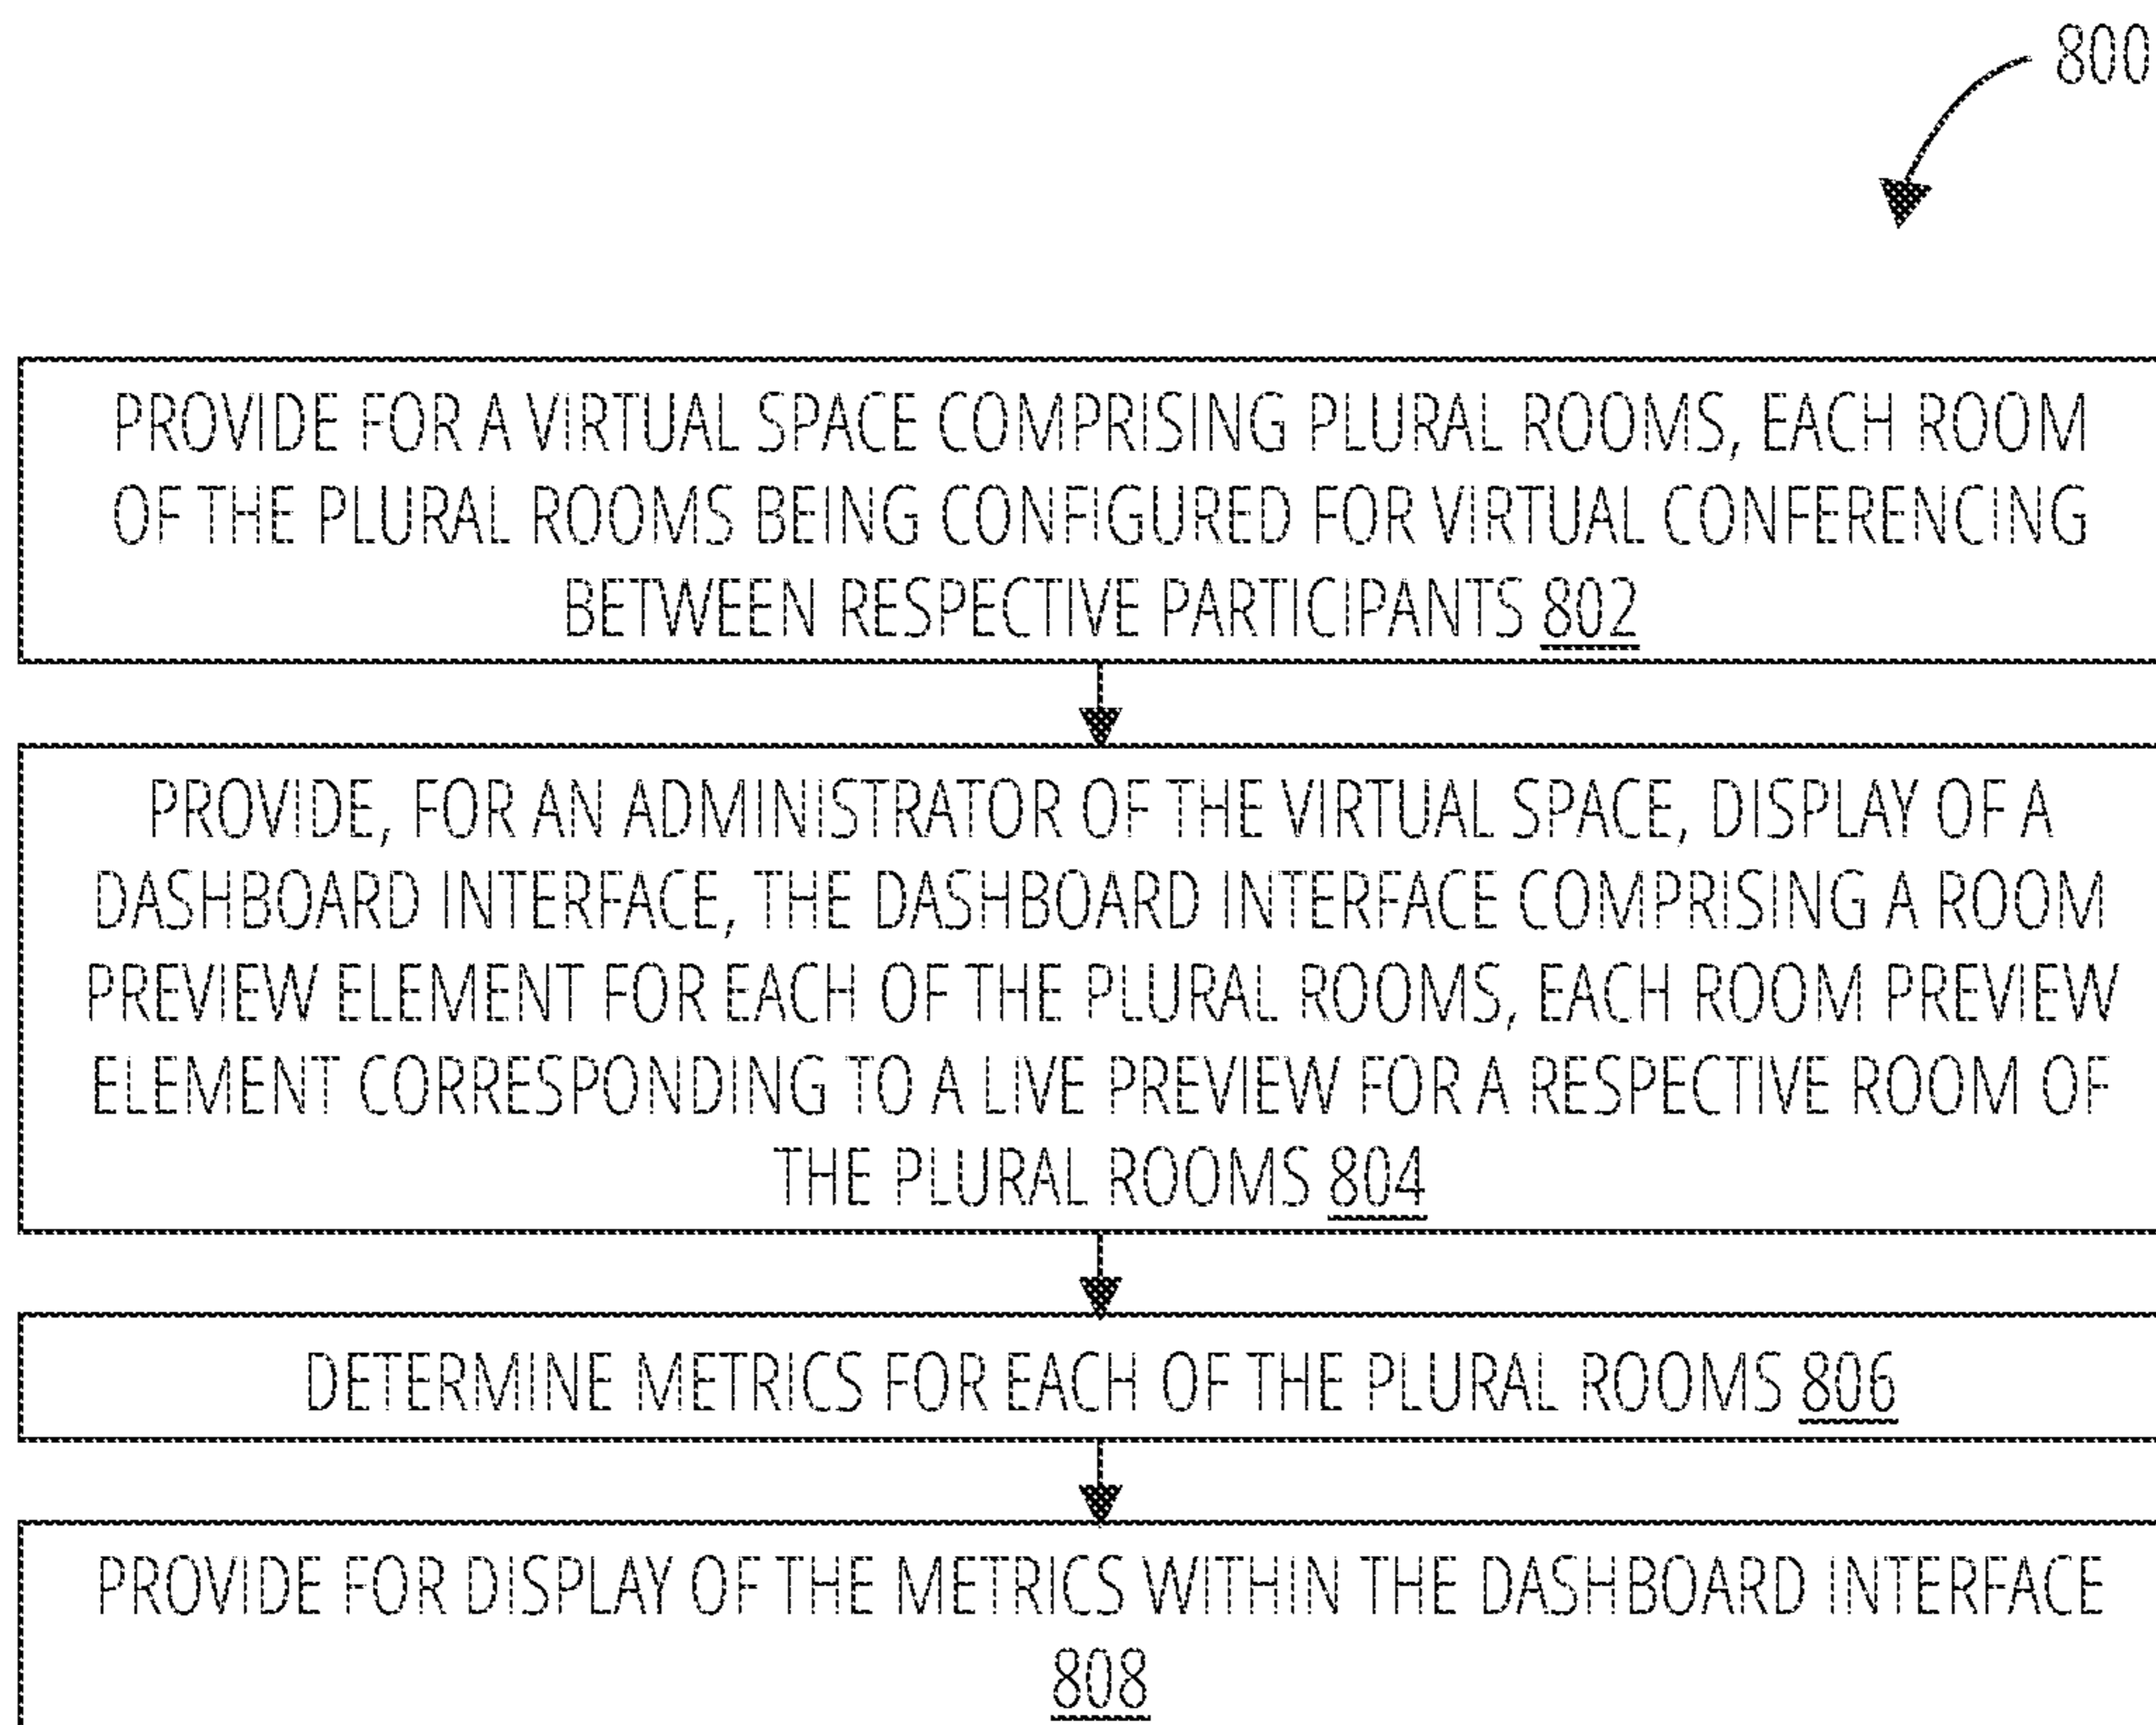 800
PROVIDE FOR A VIRTUAL SPACE COMPRISING PLURAL ROOMS, EACH ROOM
OF THE PLURAL ROOMS BEING CONFIGURED FOR VIRTUAL CONFERENCING
BETWEEN RESPECTIVE PARTICIPANTS 802
PROVIDE, FOR AN ADMINISTRATOR OF THE VIRTUAL SPACE, DISPLAY OF A
DASHBOARD INTERFACE, THE DASHBOARD INTERFACE COMPRISING A ROOM
PREVIEW ELEMENT FOR EACH OF THE PLURAL ROOMS, EACH ROOM PREVIEW
ELEMENT CORRESPONDING TO A LIVE PREVIEW FOR A RESPECTIVE ROOM OF
THE PLURAL ROOMS 804
DETERMINE METRICS FOR EACH OF THE PLURAL ROOMS 806
PROVIDE FOR DISPLAY OF THE METRICS WITHIN THE DASHBOARD INTERFACE
808